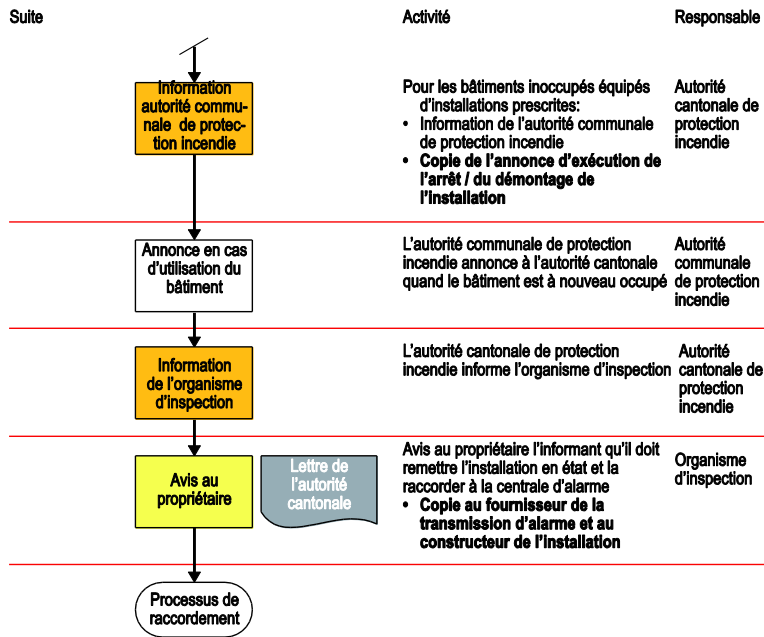 Suite
Activité
Responsable
Information
autorité commu-
nale de protec-
tion incendie
Pour les bâtiments inoccupés équipés
d'installations prescrites:
• Information de l'autorité communale
de protection incendie
• Copie de l'annonce d'exécution de
l'arrêt / du démontage de
l'installation
Autorité
cantonale de
protection
incendie
Annonce en cas
d'utilisation du
bâtiment
L'autorité communale de protection
incendie annonce à l'autorité cantonale
quand le bâtiment est à nouveau occupé
Autorité
communale
de protection
incendie
Information
de l'organisme
d'inspection
L'autorité cantonale de protection
incendie informe l'organisme d'inspection
Autorité
cantonale de
protection
incendie
Avis au
propriétaire
Lettre de
l'autorité
cantonale
Avis au propriétaire l'informant qu'il doit
remettre l'installation en état et la
raccorder à la centrale d'alarme
• Copie au fournisseur de la
transmission d'alarme et au
constructeur de l'installation
Organisme
d'inspection
Processus de
raccordement